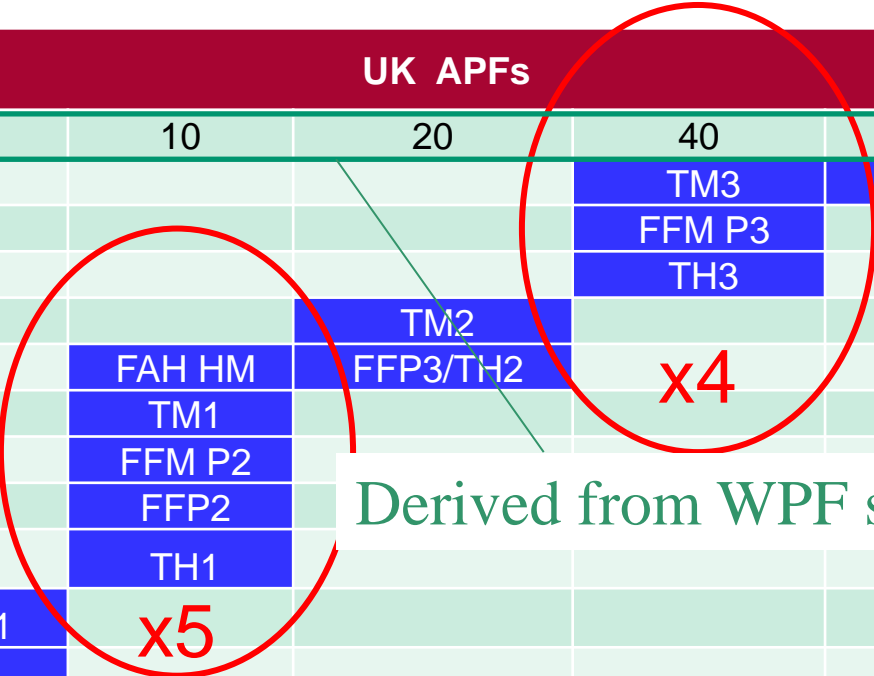 UK APFs
10 20 40
TM3
FFM P3
TH3
TM2
FAH HM FFP3/TH2 x4
TM1
FFM P2
FFP2 Derived from WPF s
TH1
1 x5